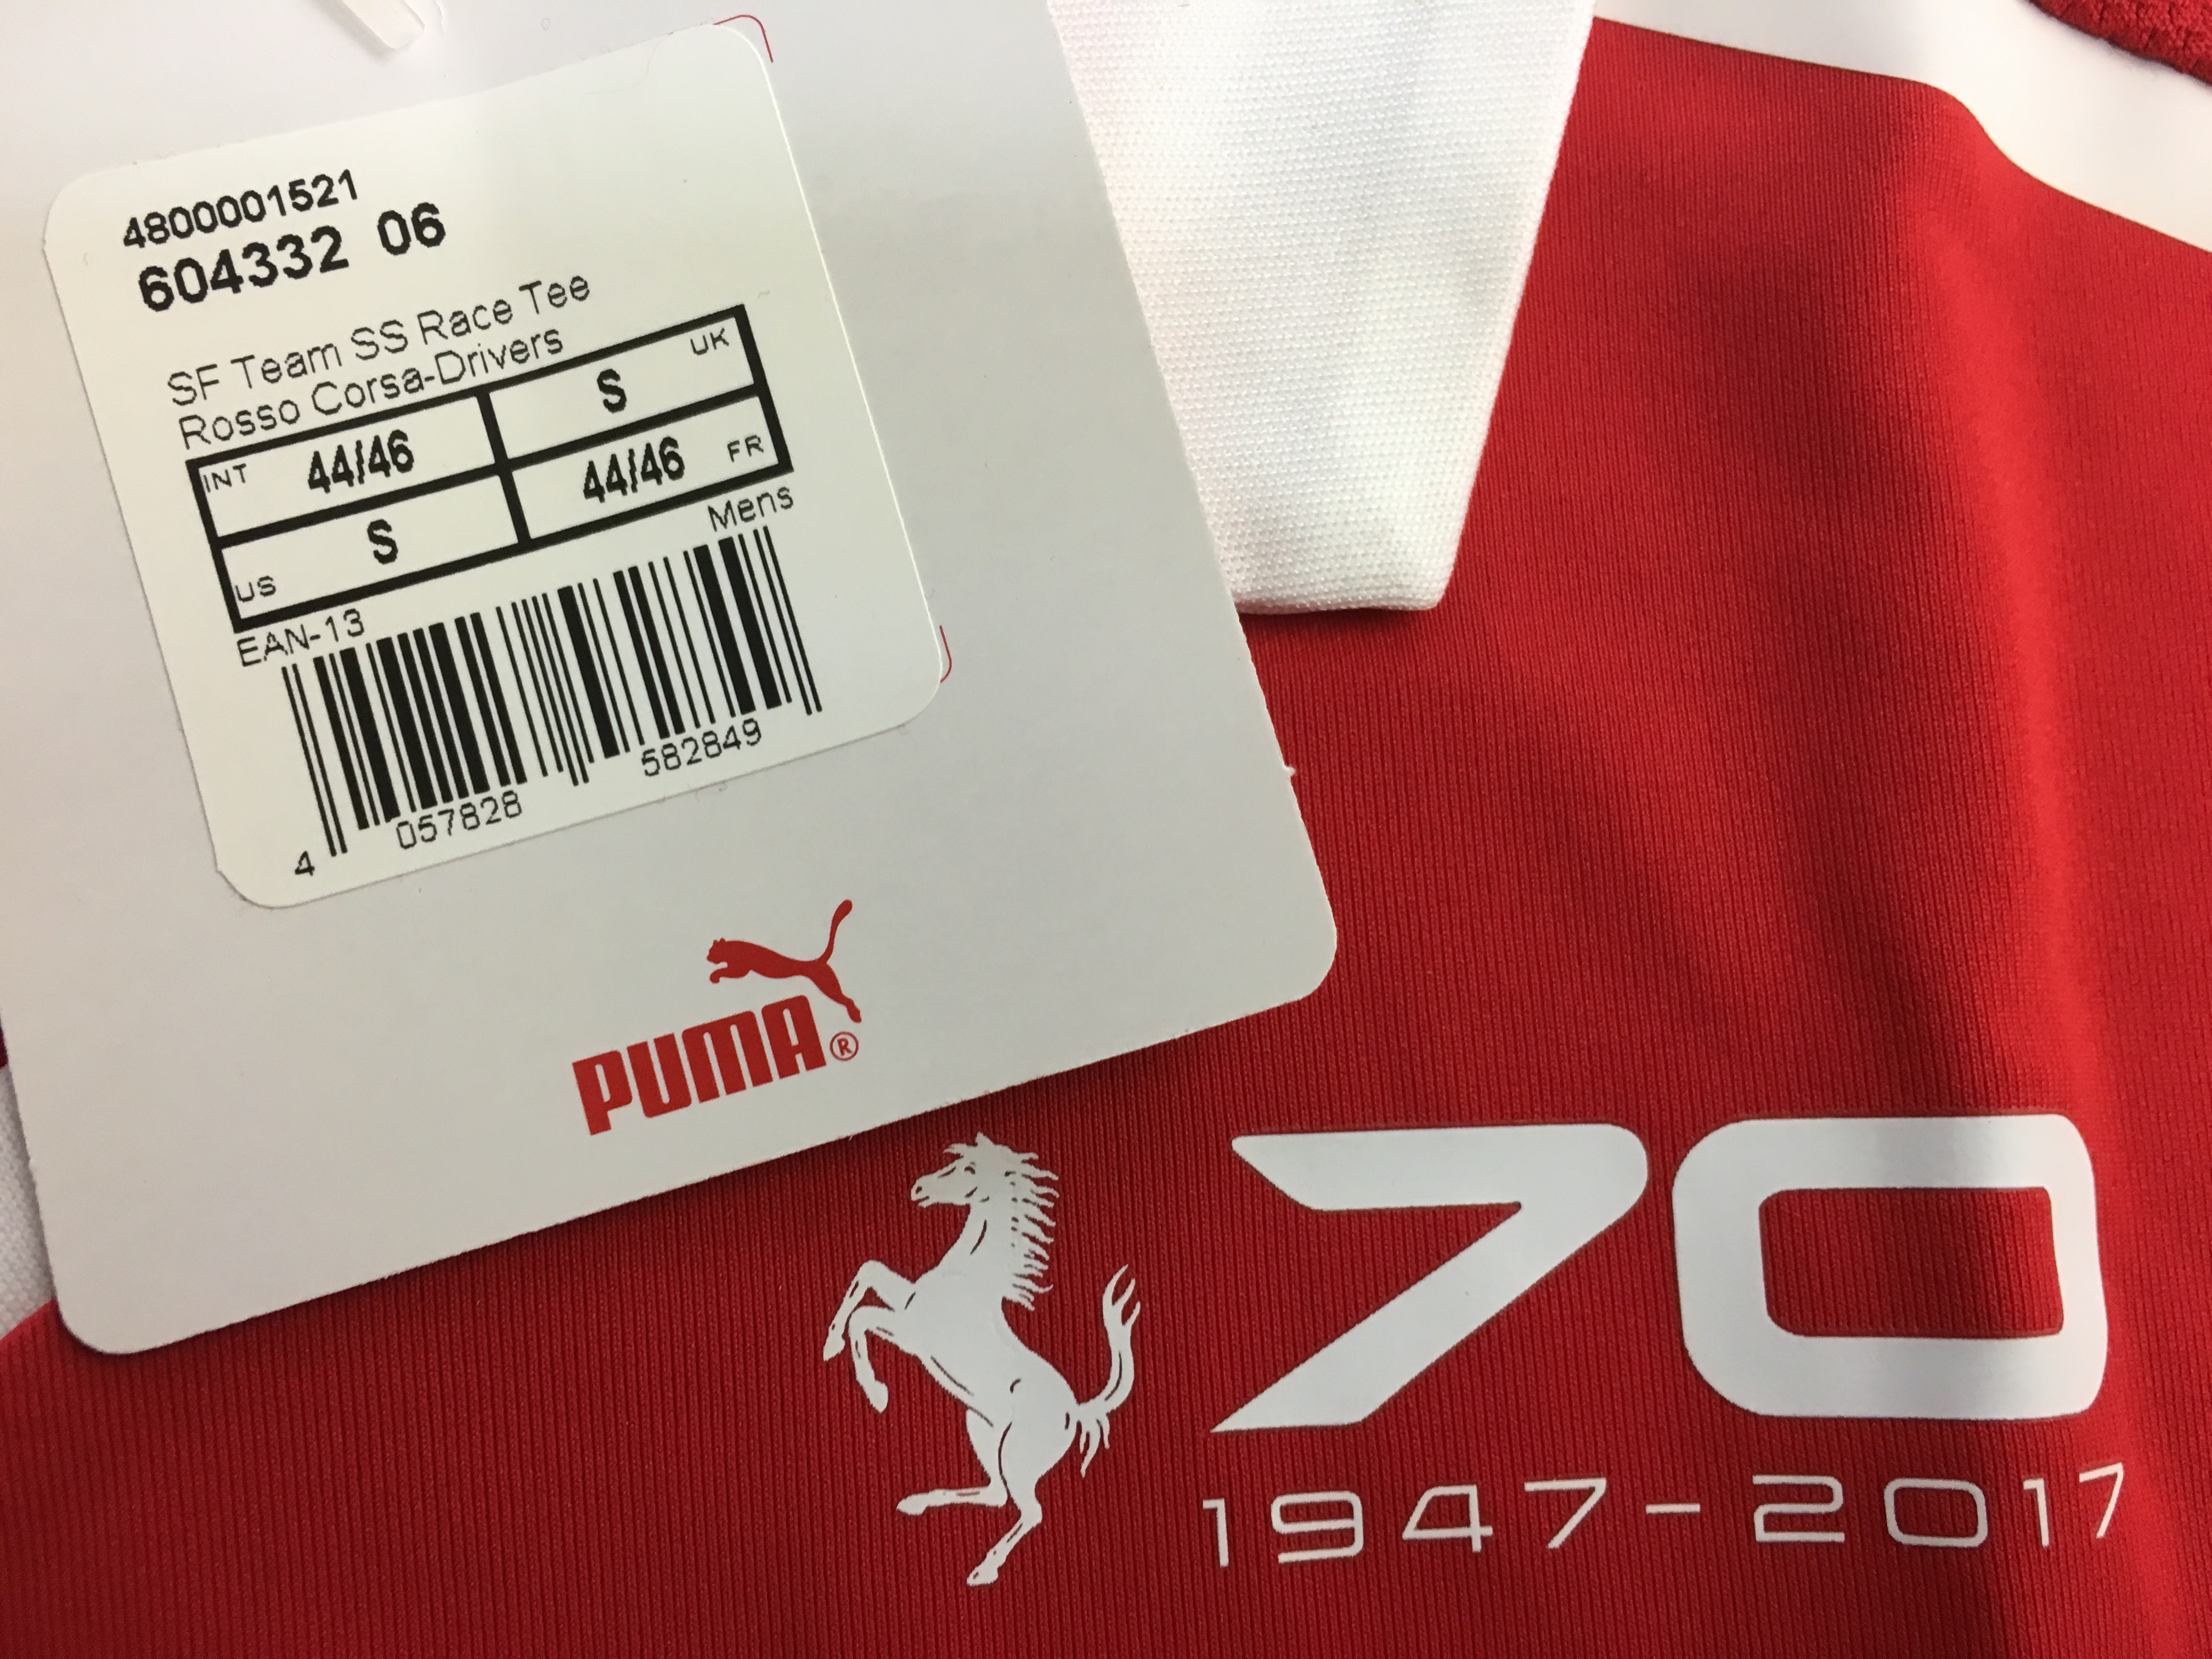 4800001521
604332 06
SF Team SS Race Tee
Rosso Corsa-Drivers
INT 44/46
S UK
US S
44/46 FR
Mens
EAN-13
4 057828 582849
PUMA®
70
1947-2017